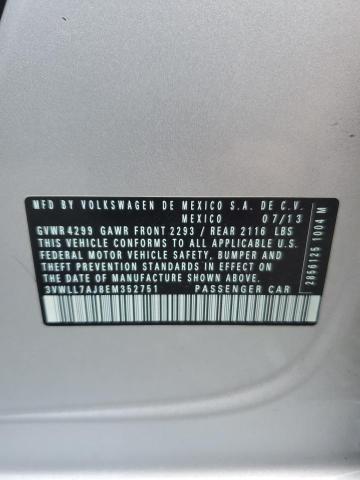 MFD BY VOLKSWAGEN DE MEXICO S.A. DE C.V.
MEXICO 07/13
GVWR 4299 GAWR FRONT 2293 / REAR 2116 LBS
THIS VEHICLE CONFORMS TO ALL APPLICABLE U.S.
FEDERAL MOTOR VEHICLE SAFETY, BUMPER AND
THEFT PREVENTION STANDARDS IN EFFECT ON
THE DATE OF MANUFACTURE SHOWN ABOVE.
3VWLL7AJ8EM352751 PASSENGER CAR
2856125 1004 M